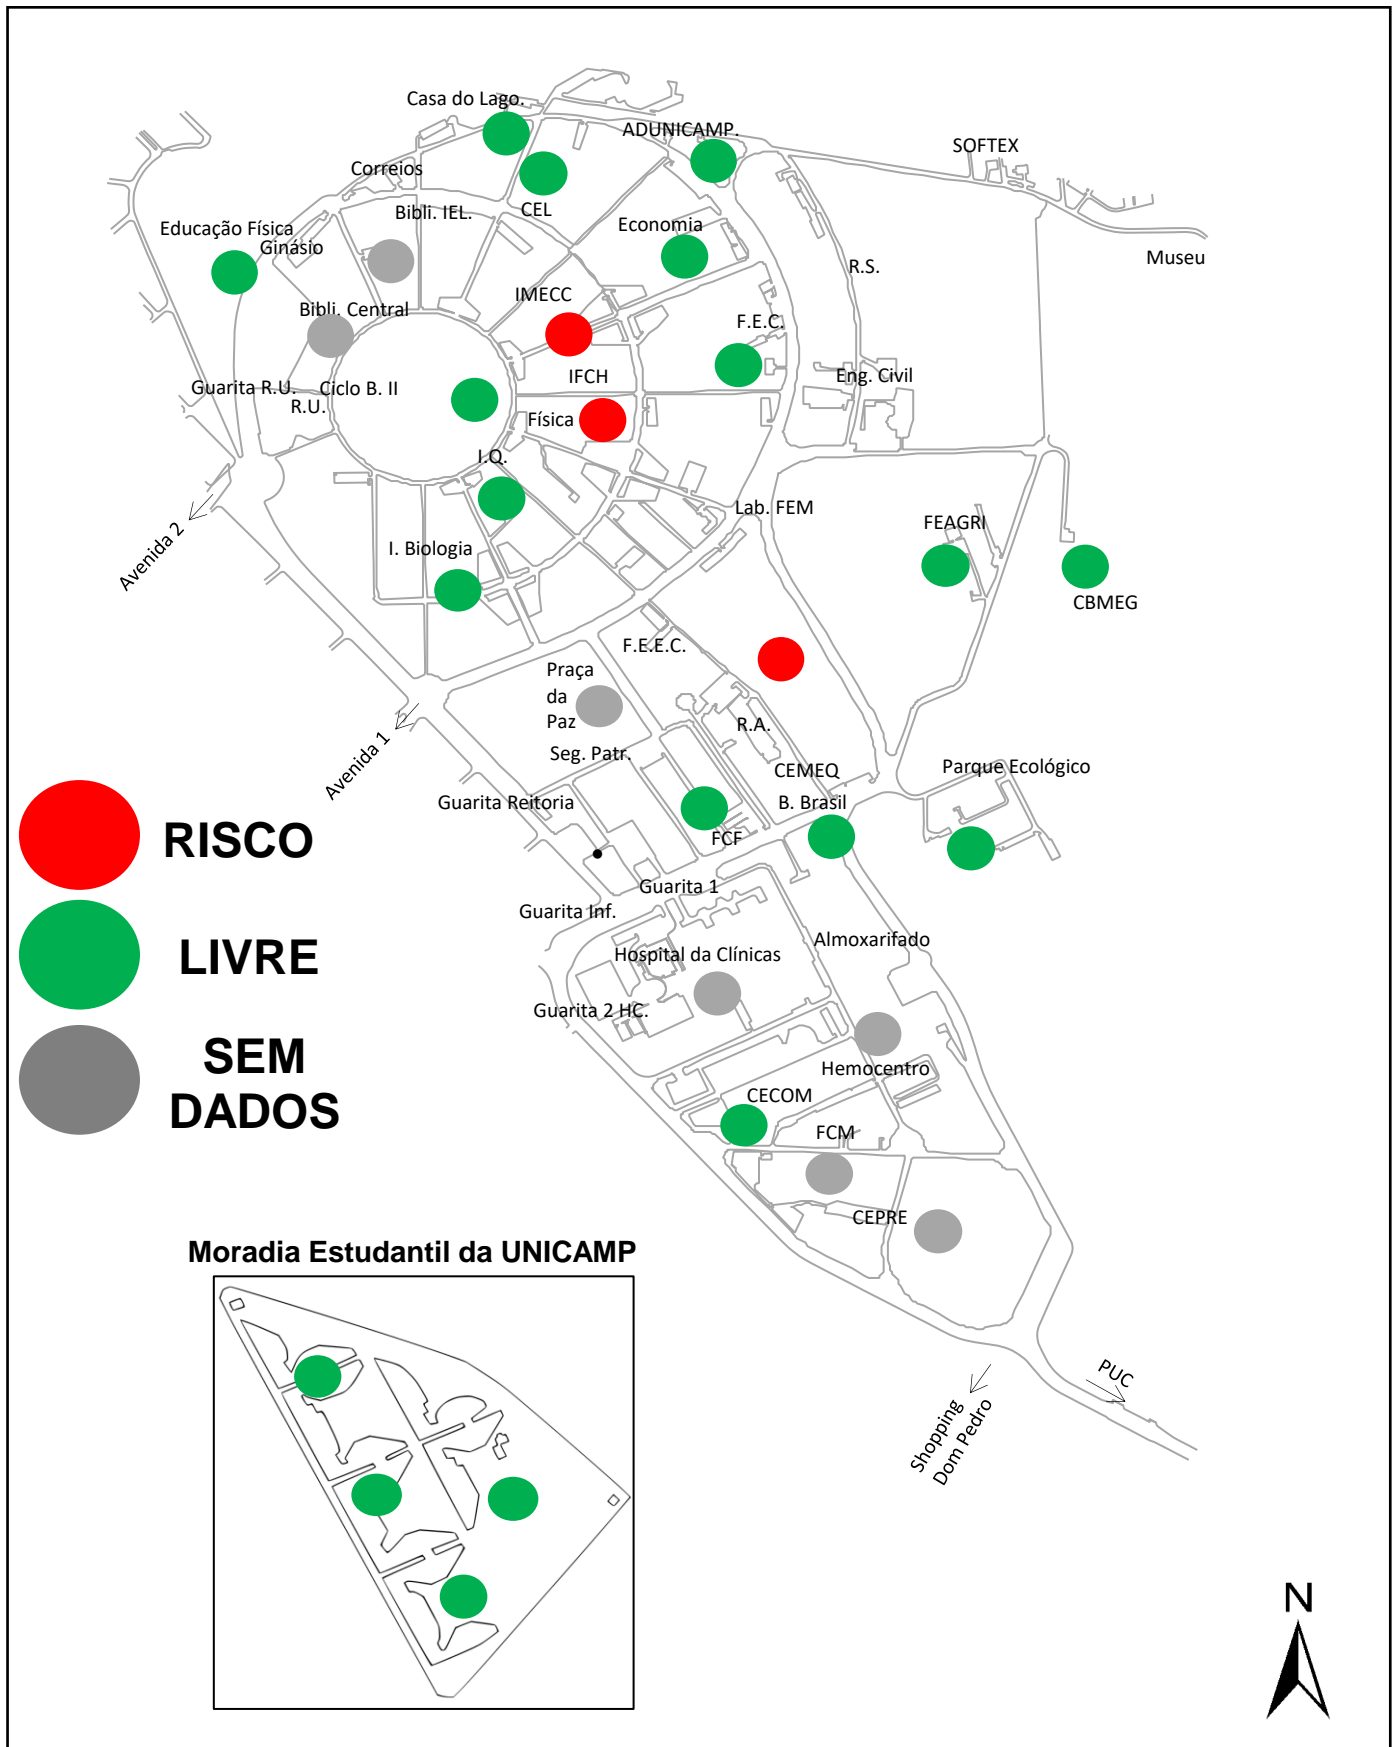 Casa do Lago.
ADUNICAMP.
SOFTEX
Correios
Bibli. IEL.
CEL
Educação Física
Ginásio
Economia
Museu
R.S.
IMECC
Bibli. Central
F.E.C.
IFCH
Eng. Civil
Guarita R.U.
Ciclo B. II
R.U.
Física
I.Q.
Lab. FEM
FEAGRI
Avenida 2
I. Biologia
CBMEG
F.E.E.C.
Praça
da
Paz
R.A.
Avenida 1
Seg. Patr.
CEMEQ
Parque Ecológico
Guarita Reitoria
B. Brasil
FCF
RISCO
Guarita 1
Guarita Inf.
LIVRE
Almoxarifado
Hospital da Clínicas
Guarita 2 HC.
SEM
DADOS
Hemocentro
CECOM
FCM
CEPRE
Moradia Estudantil da UNICAMP
PUC
Shopping
Dom Pedro
N